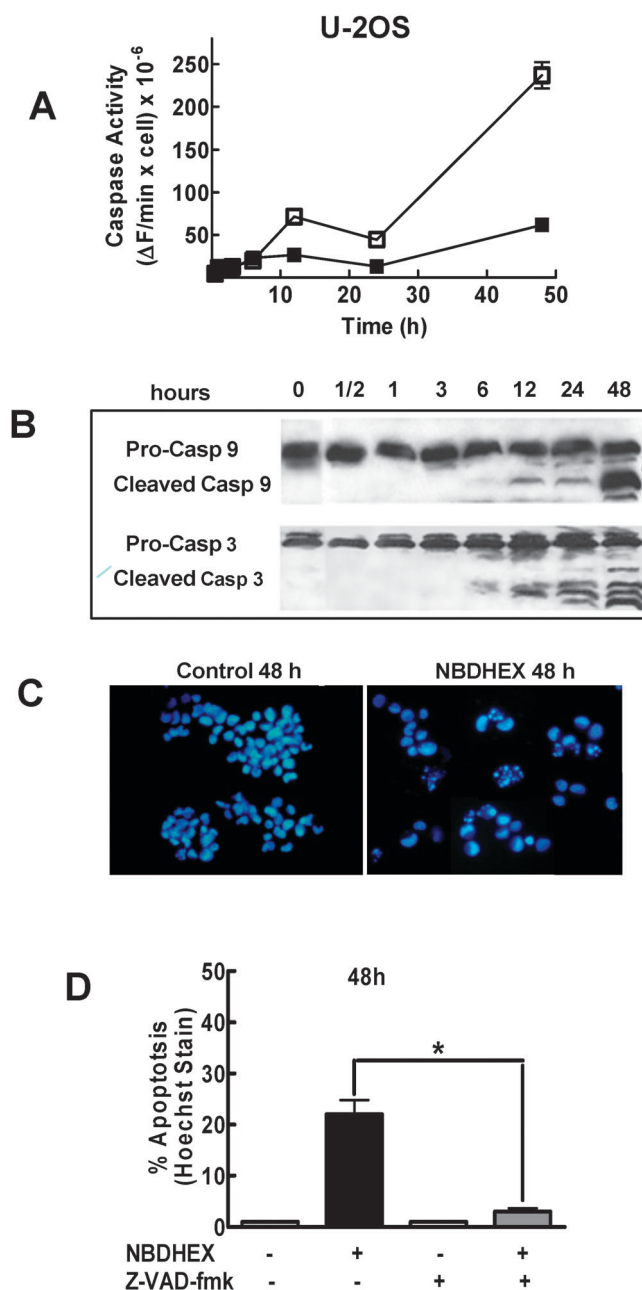 U-2OS
A
Caspase Activity
(ΔF/min x cell) x 10-6
250
200
150
100
50
0 10 20 30 40 50
Time (h)
B
hours 0 1/2 1 3 6 12 24 48
Pro-Casp 9
Cleaved Casp 9
Pro-Casp 3
Cleaved Casp 3
C
Control 48 h NBDHEX 48 h
D
48h
% Apoptotsis
(Hoechst Stain)
50
40
30
20
10
0
*
NBDHEX - + - +
Z-VAD-fmk - - + +